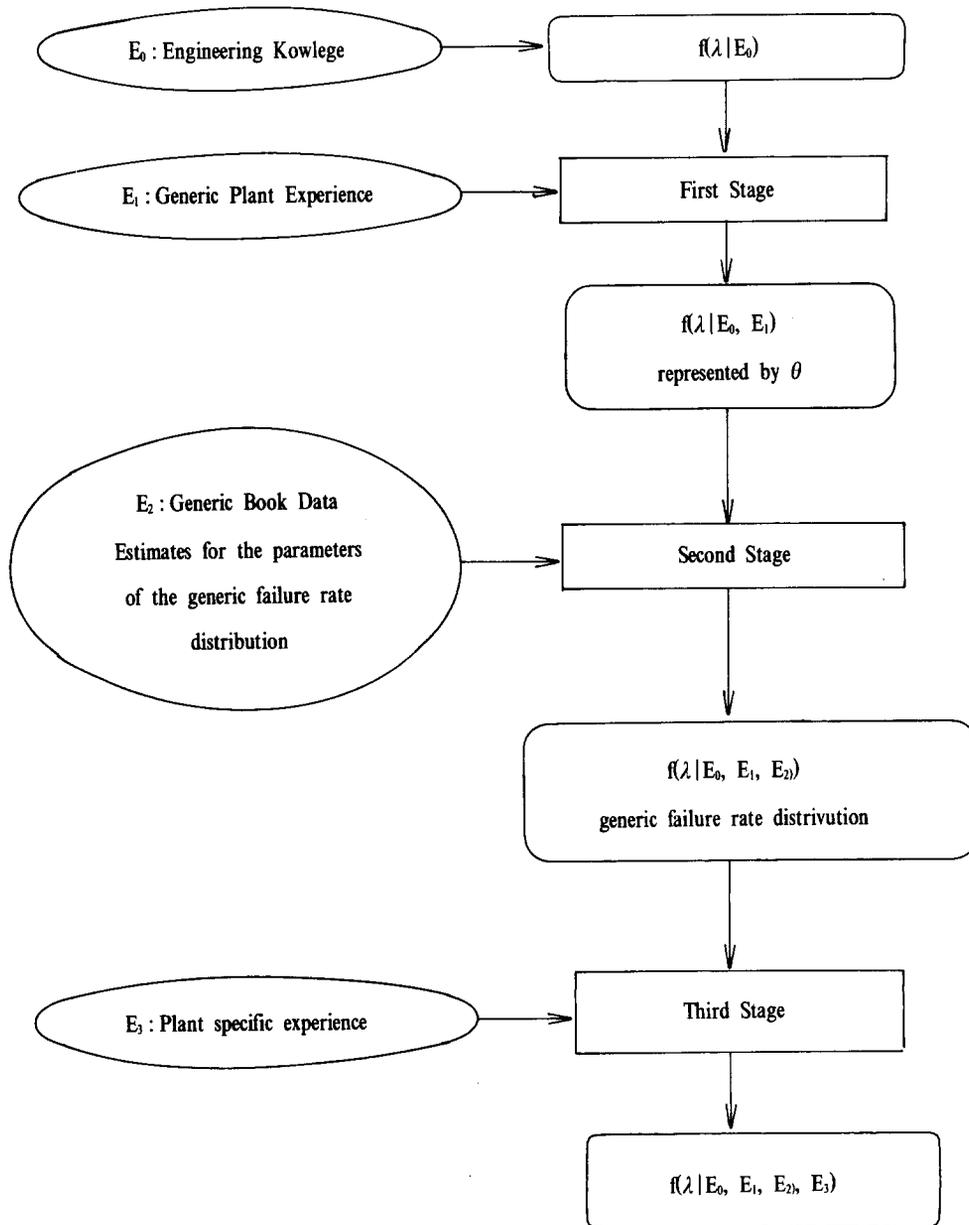 E₀ : Engineering Kowlege
f(λ|E₀)
E₁ : Generic Plant Experience
First Stage
f(λ|E₀, E₁)
represented by θ
E₂ : Generic Book Data
Estimates for the parameters
of the generic failure rate
distribution
Second Stage
f(λ|E₀, E₁, E₂₎)
generic failure rate distrivution
E₃ : Plant specific experience
Third Stage
f(λ|E₀, E₁, E₂₎, E₃)